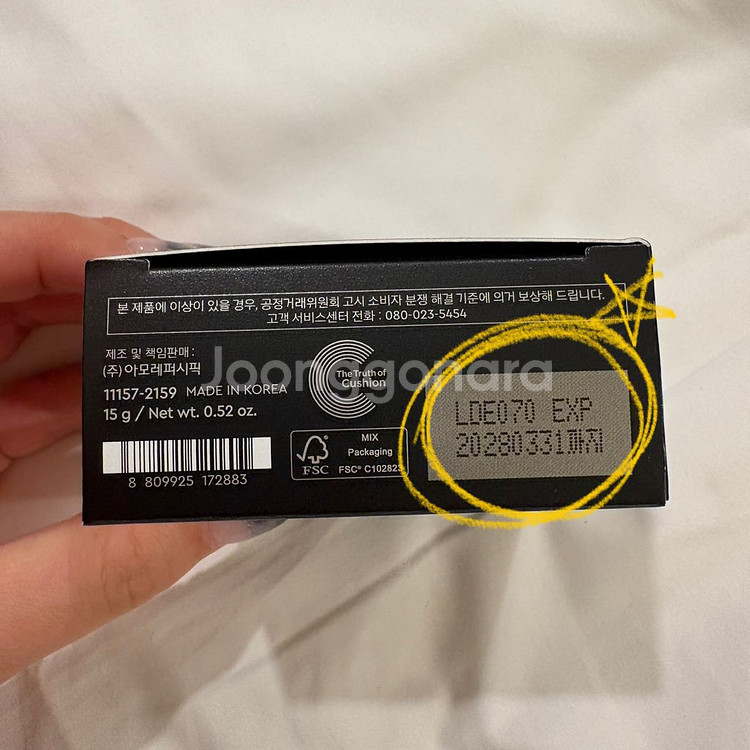 본 제품에 이상이 있을 경우, 공정거래위원회 고시 소비자 분쟁 해결 기준에 의거 보상해 드립니다.
고객 서비스센터 전화 : 080-023-5454
제조 및 책임판매 :
(주) 아모레퍼시픽
11157-2159 MADE IN KOREA
15 g / Net wt. 0.52 oz.
8 809925 172883
The Truth of
Cushion
FSC
MIX
Packaging
FSC® C102823
LDE070 EXP
20280331까지
Joonggonara